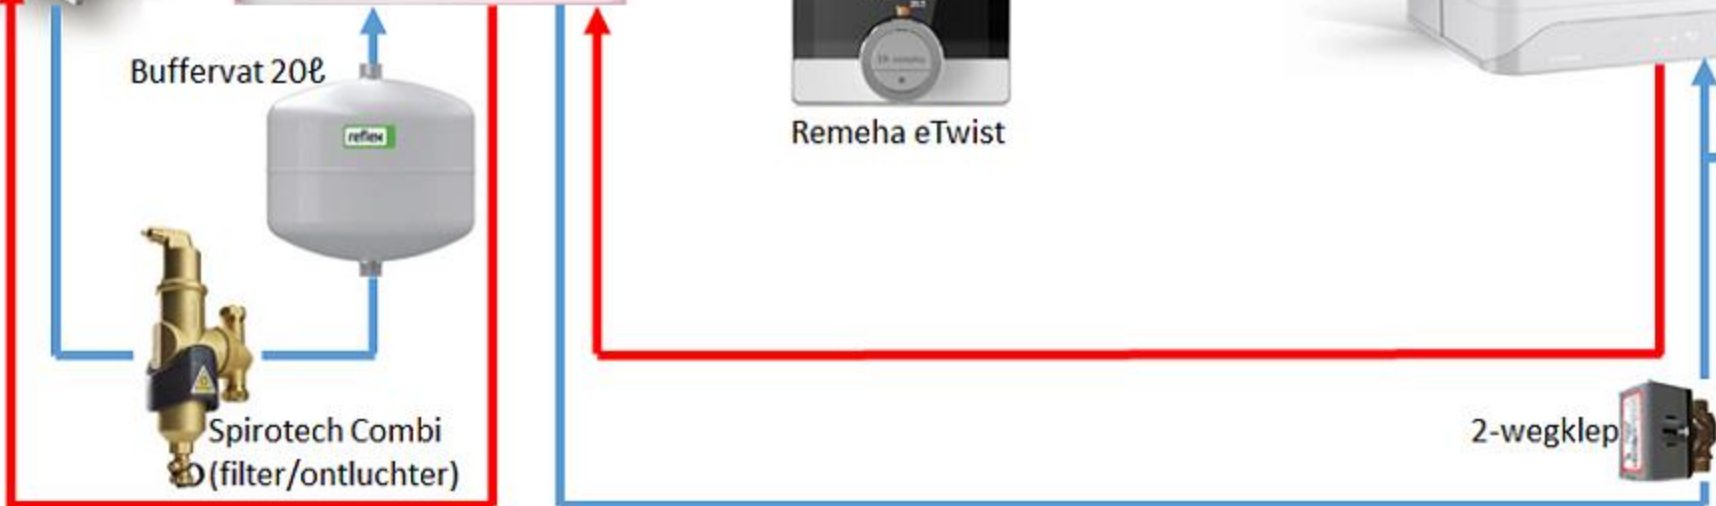 Buffervat 20ℓ
reflex
Remeha eTwist
2-wegklep
Spirotech Combi
(filter/ontluchter)